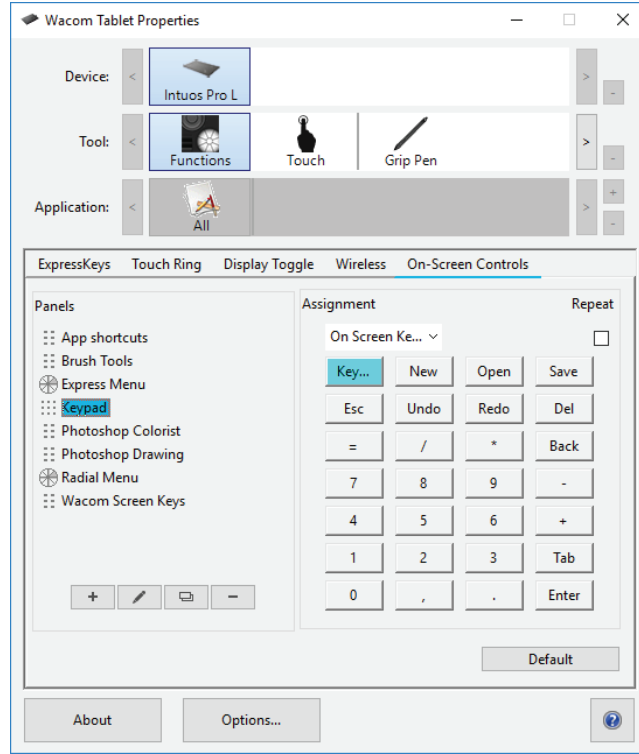 Wacom Tablet Properties
Device:
<
Intuos Pro L
>
-
Tool:
<
Functions
Touch
Grip Pen
>
-
Application:
<
All
>
+
-
ExpressKeys Touch Ring Display Toggle Wireless On-Screen Controls
Panels
App shortcuts
Brush Tools
Express Menu
Keypad
Photoshop Colorist
Photoshop Drawing
Radial Menu
Wacom Screen Keys
+ -
Assignment Repeat
On Screen Ke...
Key... New Open Save
Esc Undo Redo Del
= / * Back
7 8 9 -
4 5 6 +
1 2 3 Tab
0 , . Enter
Default
About Options... ?